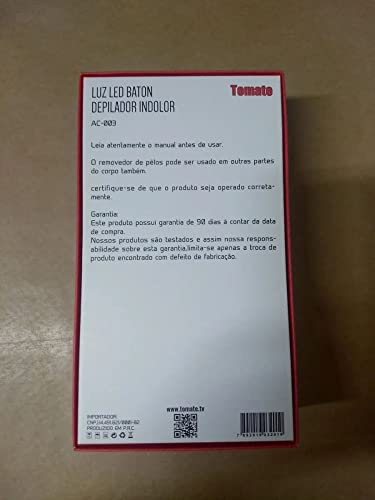 LUZ LED BATON
DEPILADOR INDOLOR
Tomate
AC-003
Leia atentamente o manual antes de usar.
O removedor de pêlos pode ser usado em outras partes
do corpo também.
certifique-se de que o produto seja operado correta-
mente.
Garantia:
Este produto possui garantia de 90 dias à contar da data
de compra.
Nossos produtos são testados e assim nossa respons-
abilidade sobre esta garantia,limita-se apenas a troca de
produto encontrado com defeito de fabricação.
IMPORTADOR:
PRODUZIDO EM P.R.C.
www.tomate.tv